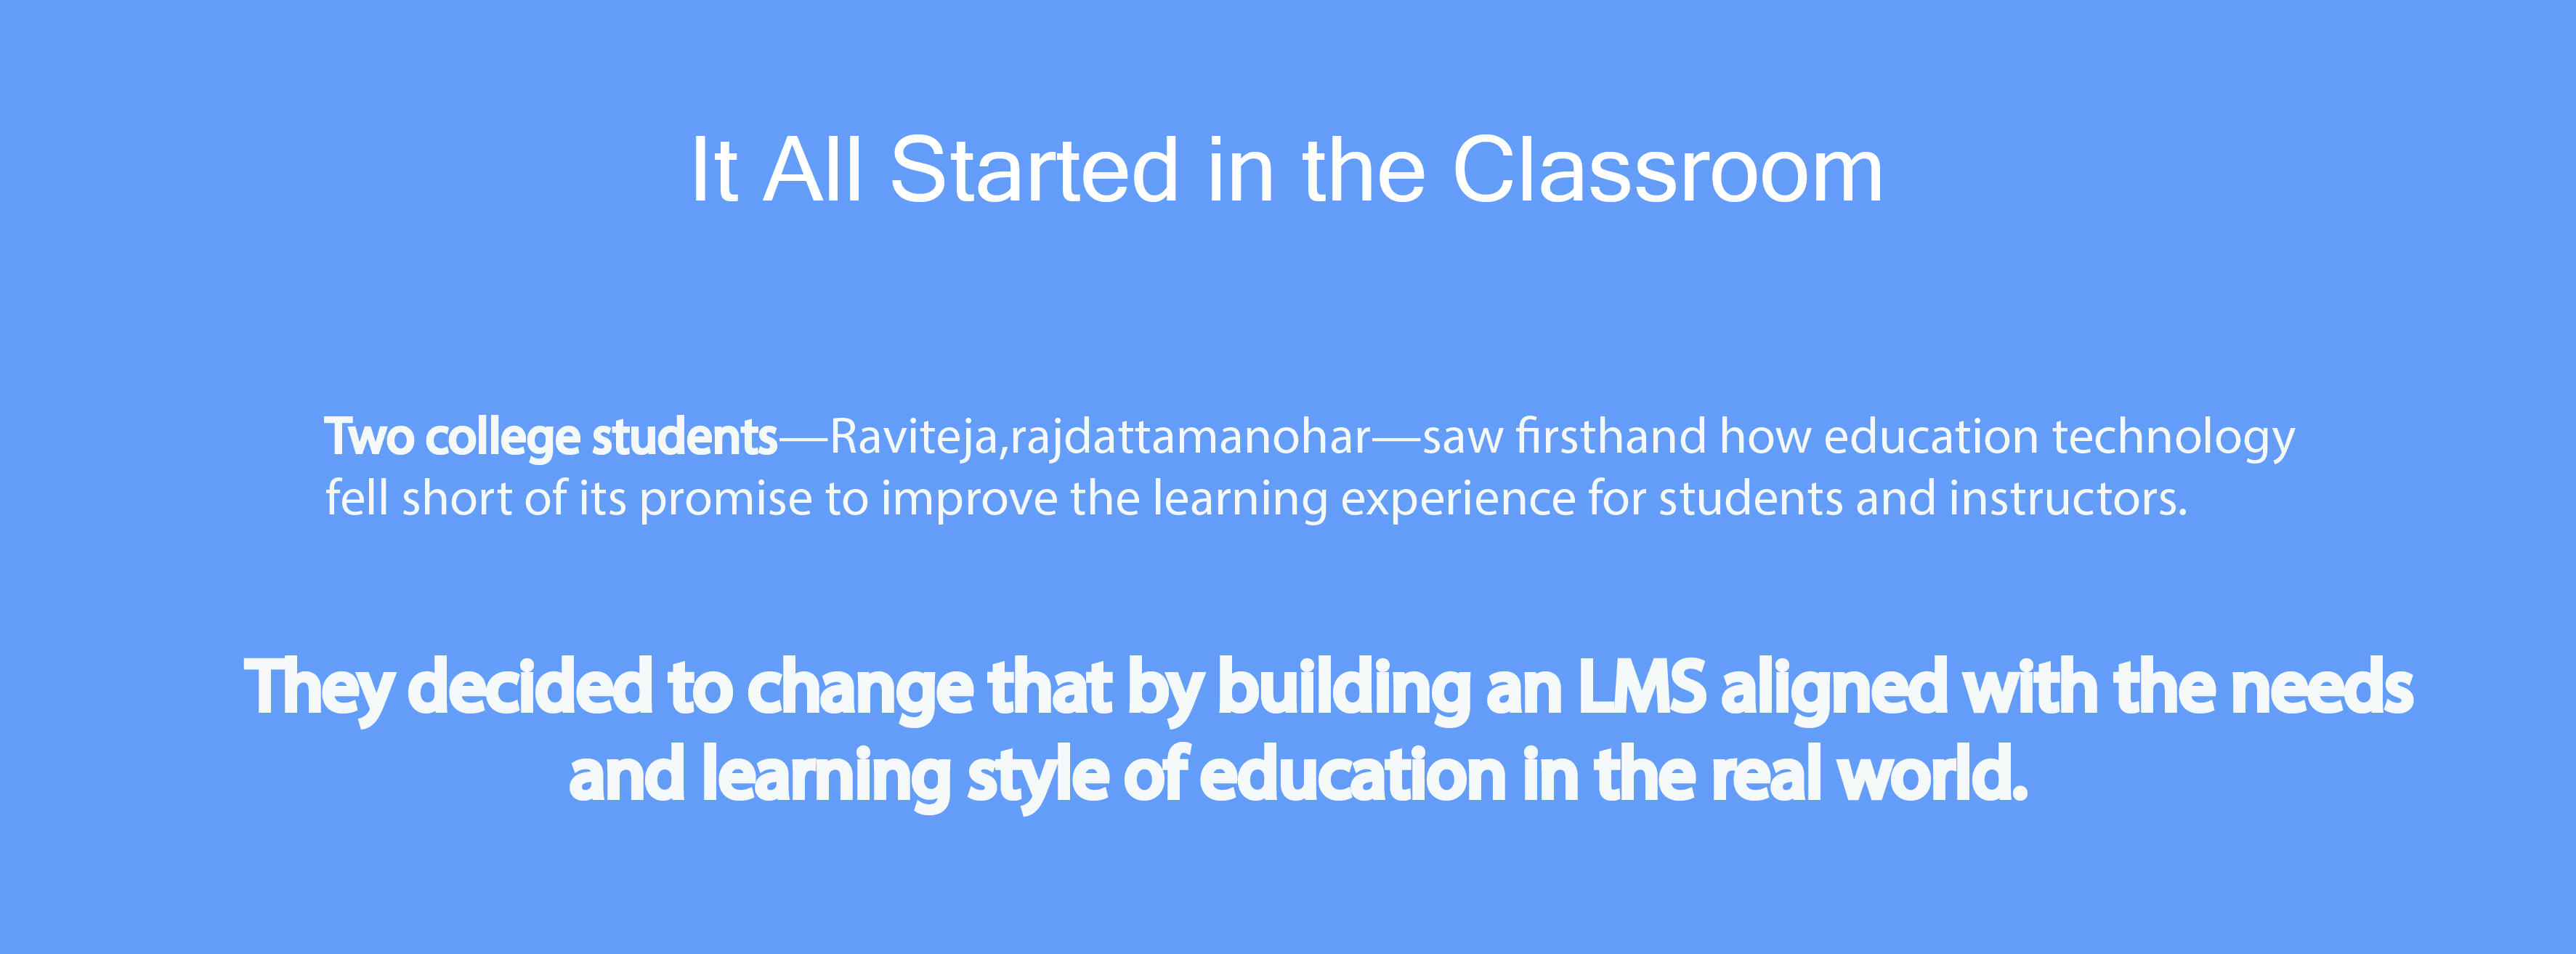 It All Started in the Classroom
Two college students—Raviteja,rajdattamanohar—saw firsthand how education technology
fell short of its promise to improve the learning experience for students and instructors.
They decided to change that by building an LMS aligned with the needs
and learning style of education in the real world.